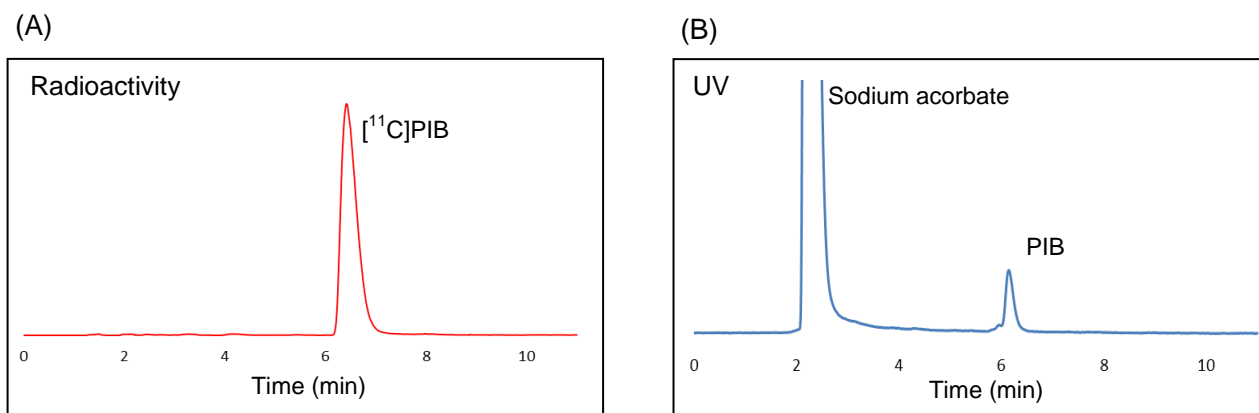 (A)
Radioactivity
[¹¹C]PIB
0 2 4 6 8 10
Time (min)
(B)
UV
Sodium acorbate
PIB
0 2 4 6 8 10
Time (min)